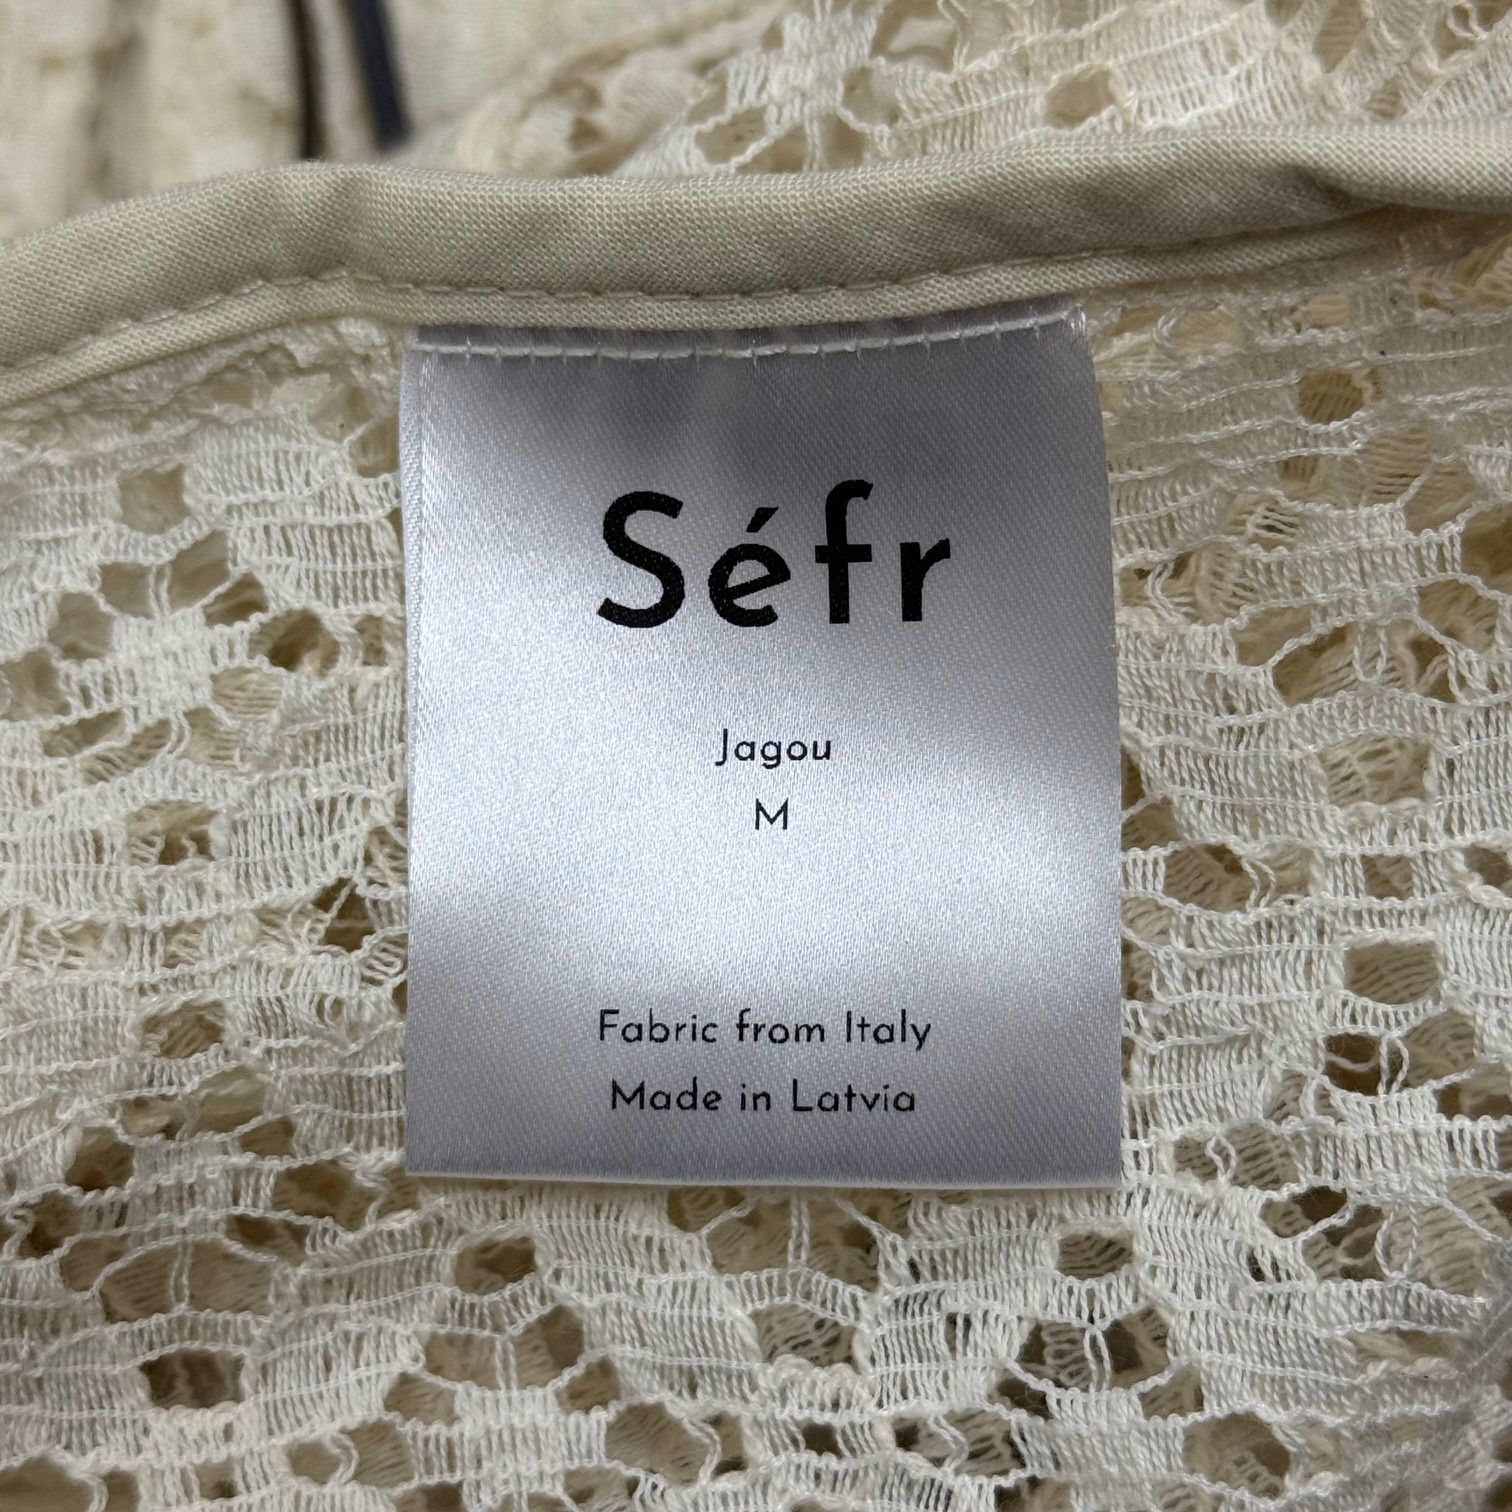 Séfr
Jagou
M
Fabric from Italy
Made in Latvia